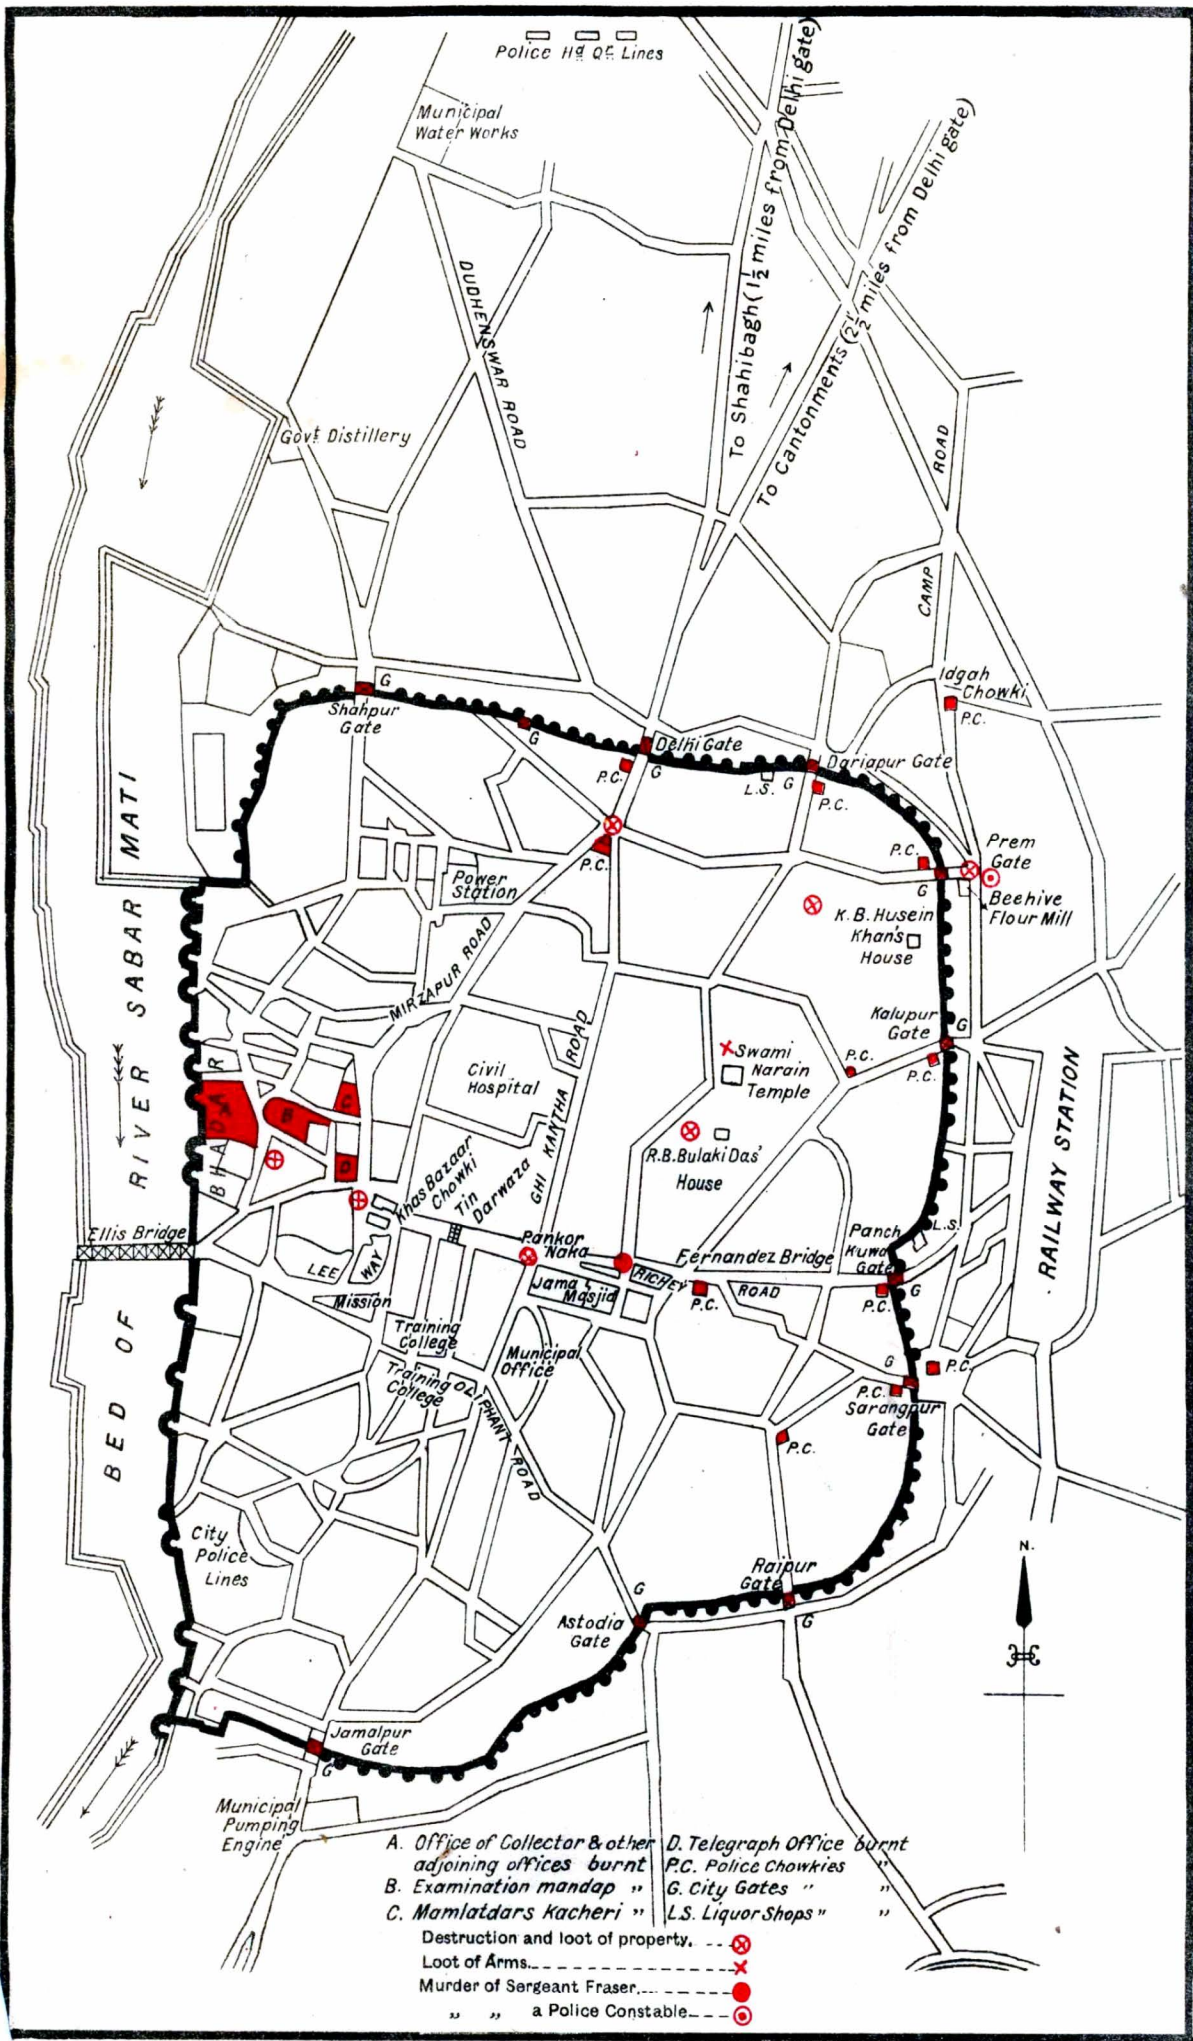 Police Hd Qr Lines
Municipal
Water Works
To Shahibagh (1½ miles from Delhi gate)
To Cantonments (2½ miles from Delhi gate)
DUDHENSWAR ROAD
Govt Distillery
CAMP ROAD
Idgah
Chowki
P.C.
G
Shahpur
Gate
G
Delhi Gate
P.C.
G
Dariapur Gate
L.S.
G
P.C.
P.C.
P.C.
G
Prem
Gate
Beehive
Flour Mill
Power
Station
K.B. Husein
Khan's
House
MIRZAPUR ROAD
Kalupur
Gate
G
P.C.
P.C.
Swami
Narain
Temple
Civil
Hospital
GHI KANTHA ROAD
R.B. Bulaki Das'
House
BED OF RIVER SABAR MATI
BHADR
A
B
C
D
Khas Bazaar
Chowki
Tin
Darwaza
Ellis Bridge
LEE WAY
Pankor
Naka
Fernandez Bridge
Jama
Masjid
RICHEY ROAD
P.C.
Panch
Kuwa
Gate
L.S.
G
P.C.
RAILWAY STATION
Mission
Training
College
Training
College
Municipal
Office
OLIPHANT ROAD
G
P.C.
P.C.
Sarangpur
Gate
P.C.
City
Police
Lines
Raipur
Gate
G
G
Astodia
Gate
N.
Jamalpur
Gate
G
Municipal
Pumping
Engine
A. Office of Collector & other
adjoining offices burnt
B. Examination mandap „
C. Mamlatdars Kacheri „
D. Telegraph Office burnt
P.C. Police Chowkies „
G. City Gates „ „
L.S. Liquor Shops „ „
Destruction and loot of property.
Loot of Arms.
Murder of Sergeant Fraser.
„ „ a Police Constable